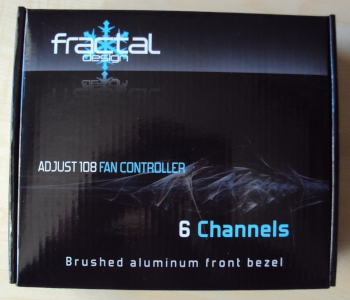 fractal
design
ADJUST 108 FAN CONTROLLER
6 Channels
Brushed aluminum front bezel